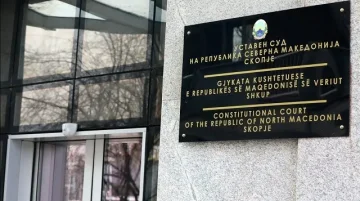 УСТАВЕН СУД
НА РЕПУБЛИКА СЕВЕРНА МАКЕДОНИЈА
СКОПЈЕ
GJYKATA KUSHTETUESE
E REPUBLIKËS SË MAQEDONISË SË VERIUT
SHKUP
CONSTITUTIONAL COURT
OF THE REPUBLIC OF NORTH MACEDONIA
SKOPJE